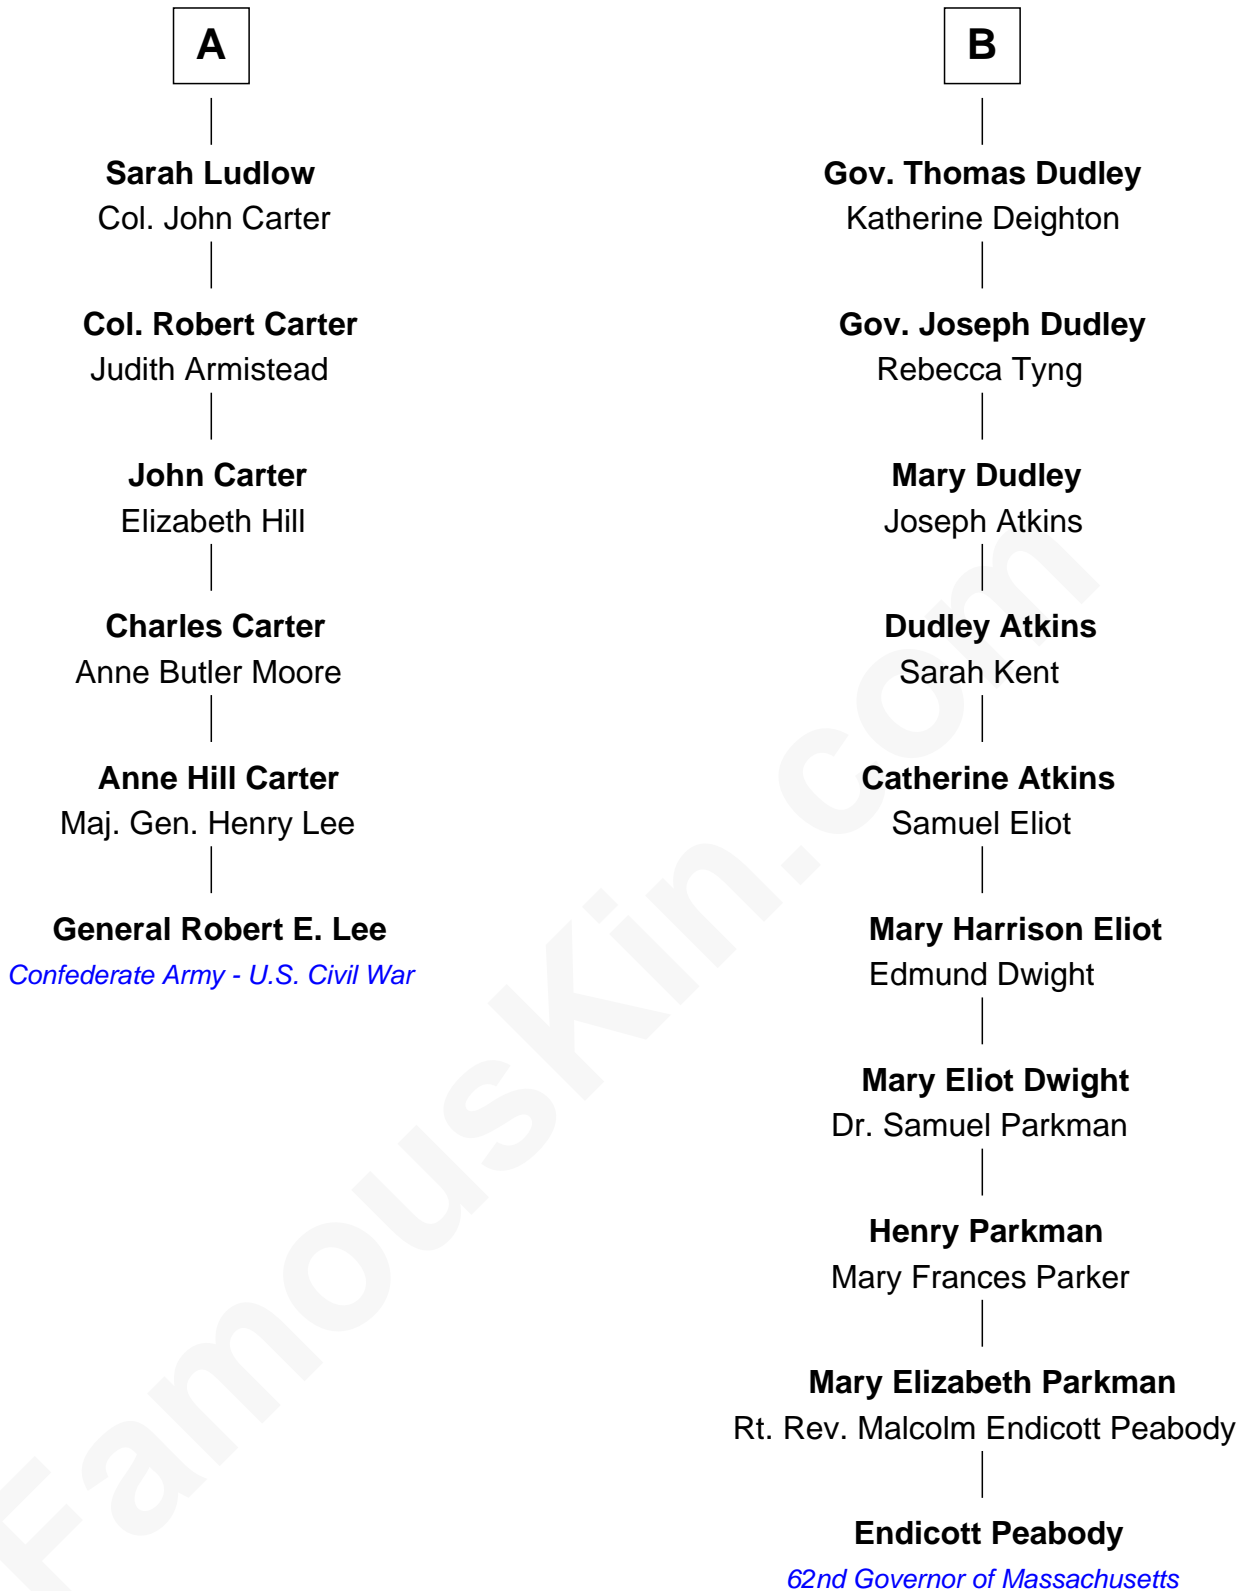 A
Sarah Ludlow
Col. John Carter
Col. Robert Carter
Judith Armistead
John Carter
Elizabeth Hill
Charles Carter
Anne Butler Moore
Anne Hill Carter
Maj. Gen. Henry Lee
General Robert E. Lee
Confederate Army - U.S. Civil War
B
Gov. Thomas Dudley
Katherine Deighton
Gov. Joseph Dudley
Rebecca Tyng
Mary Dudley
Joseph Atkins
Dudley Atkins
Sarah Kent
Catherine Atkins
Samuel Eliot
Mary Harrison Eliot
Edmund Dwight
Mary Eliot Dwight
Dr. Samuel Parkman
Henry Parkman
Mary Frances Parker
Mary Elizabeth Parkman
Rt. Rev. Malcolm Endicott Peabody
Endicott Peabody
62nd Governor of Massachusetts
FamousKin.com